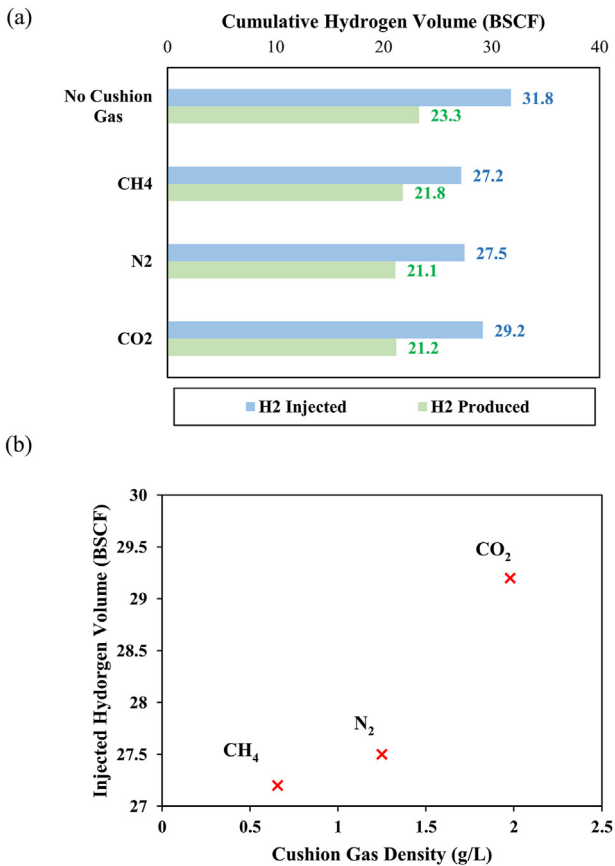 (a)
Cumulative Hydrogen Volume (BSCF)
0 10 20 30 40
No Cushion
Gas
31.8
23.3
CH4
27.2
21.8
N2
27.5
21.1
CO2
29.2
21.2
H2 Injected H2 Produced
(b)
Injected Hydorgen Volume (BSCF)
30
29.5
29
28.5
28
27.5
27
CO₂
N₂
CH₄
0 0.5 1 1.5 2 2.5
Cushion Gas Density (g/L)